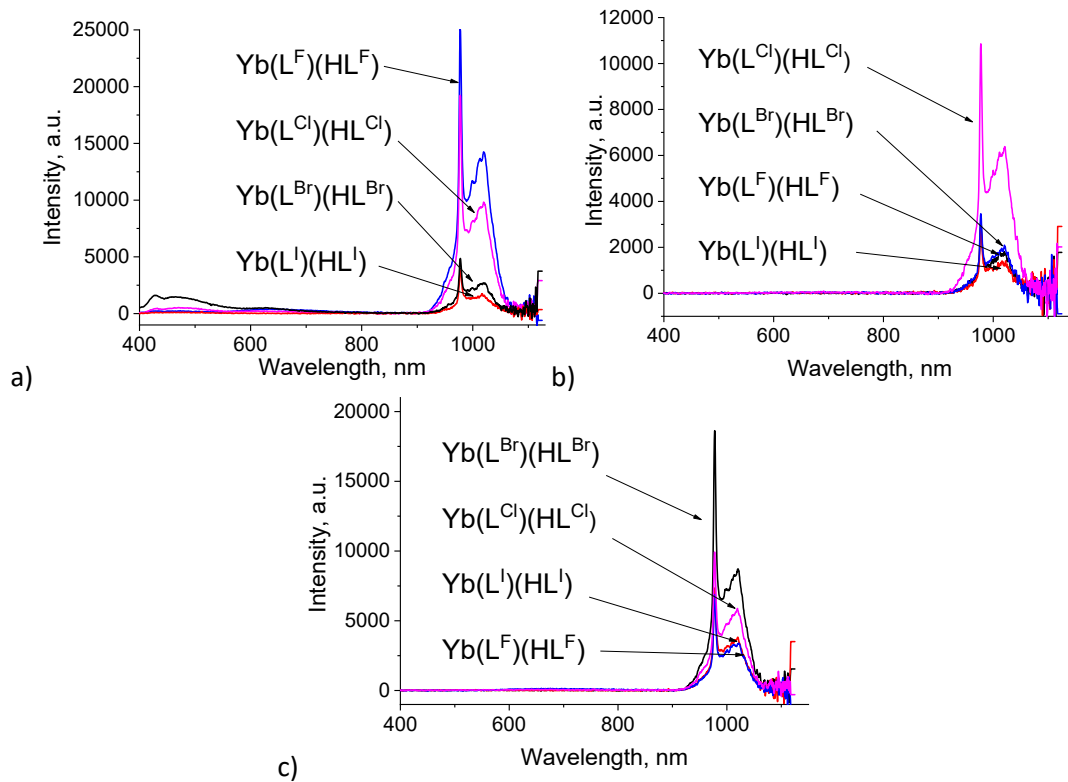 25000
20000
15000
10000
5000
0
Intensity, a.u.
Yb(L^F)(HL^F)
Yb(L^Cl)(HL^Cl)
Yb(L^Br)(HL^Br)
Yb(L^I)(HL^I)
400 600 800 1000
Wavelength, nm
a)
12000
10000
8000
6000
4000
2000
0
Intensity, a.u.
Yb(L^Cl)(HL^Cl)
Yb(L^Br)(HL^Br)
Yb(L^F)(HL^F)
Yb(L^I)(HL^I)
400 600 800 1000
Wavelength, nm
b)
20000
15000
10000
5000
0
Intensity, a.u.
Yb(L^Br)(HL^Br)
Yb(L^Cl)(HL^Cl)
Yb(L^I)(HL^I)
Yb(L^F)(HL^F)
400 600 800 1000
Wavelength, nm
c)